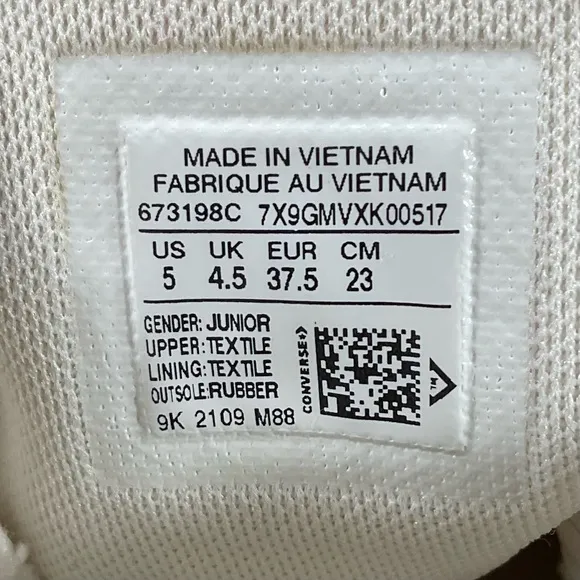 MADE IN VIETNAM
FABRIQUE AU VIETNAM
673198C 7X9GMVXK00517
US UK EUR CM
5 4.5 37.5 23
GENDER: JUNIOR
UPPER: TEXTILE
LINING: TEXTILE
OUTSOLE: RUBBER
9K 2109 M88
CONVERSE
TM